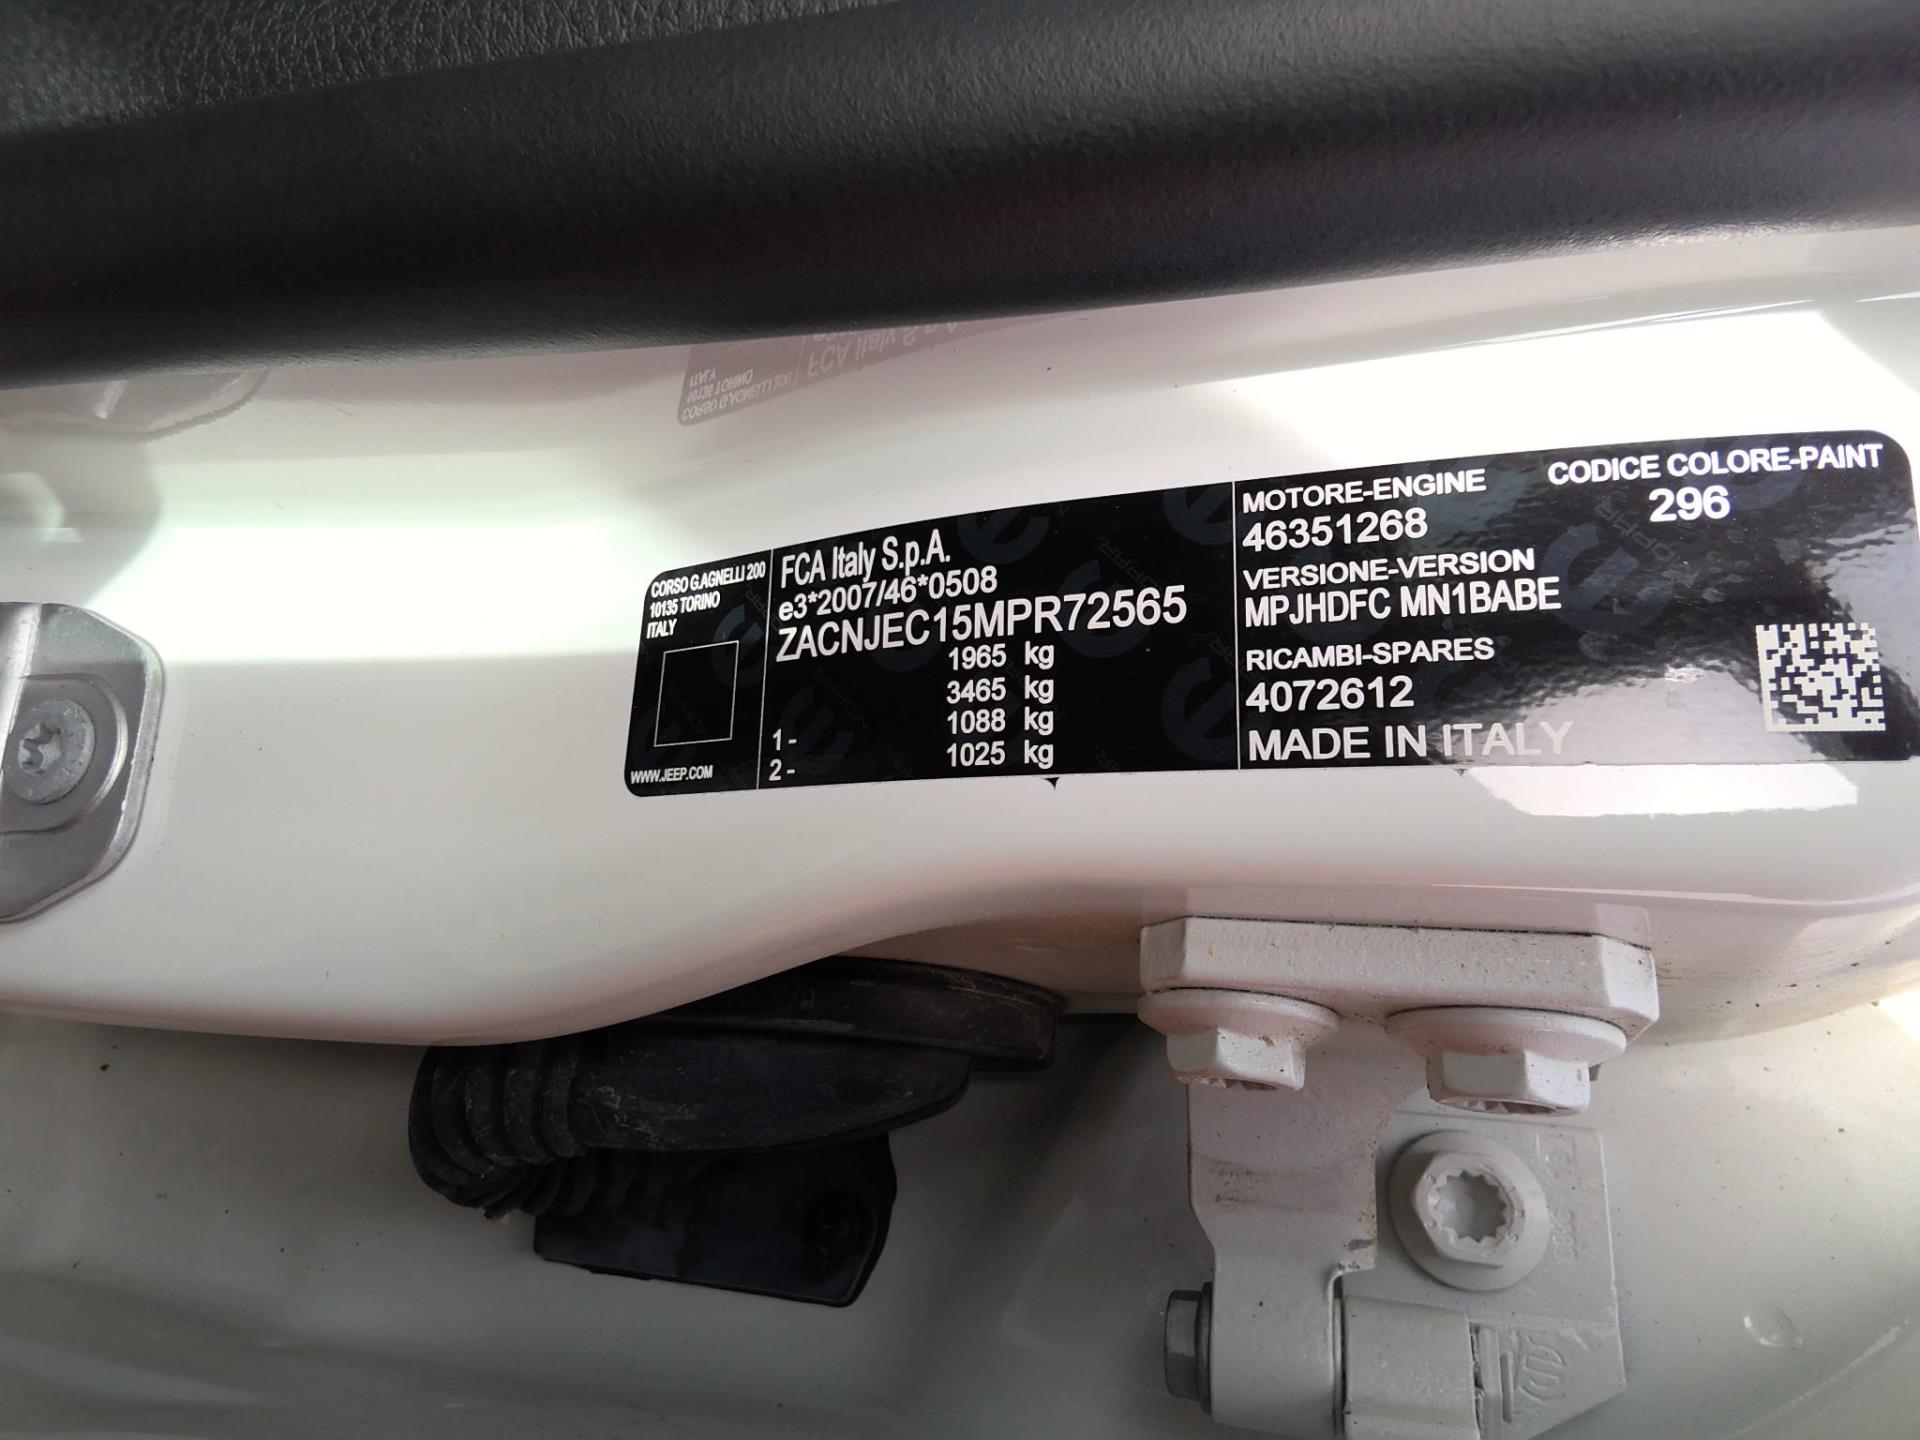 CORSO G.AGNELLI 200
10135 TORINO
ITALY
WWW.JEEP.COM
FCA Italy S.p.A.
e3*2007/46*0508
ZACNJEC15MPR72565
1965 kg
3465 kg
1- 1088 kg
2- 1025 kg
MOTORE-ENGINE
46351268
VERSIONE-VERSION
MPJHDFC MN1BABE
RICAMBI-SPARES
4072612
MADE IN ITALY
CODICE COLORE-PAINT
296